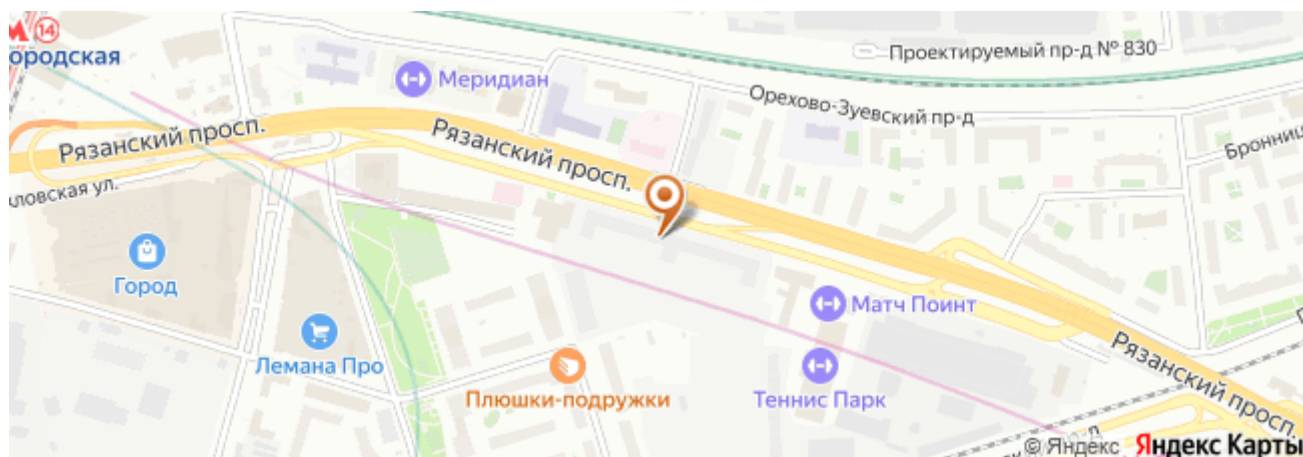 14
ородская
Проектируемый пр-д № 830
Меридиан
Орехово-Зуевский пр-д
Рязанский просп.
Рязанский просп.
Бронниц
ловская ул.
Город
Матч Поинт
Лемана Про
Плюшки-подружки
Теннис Парк
Рязанский просп.
© Яндекс Яндекс Карты